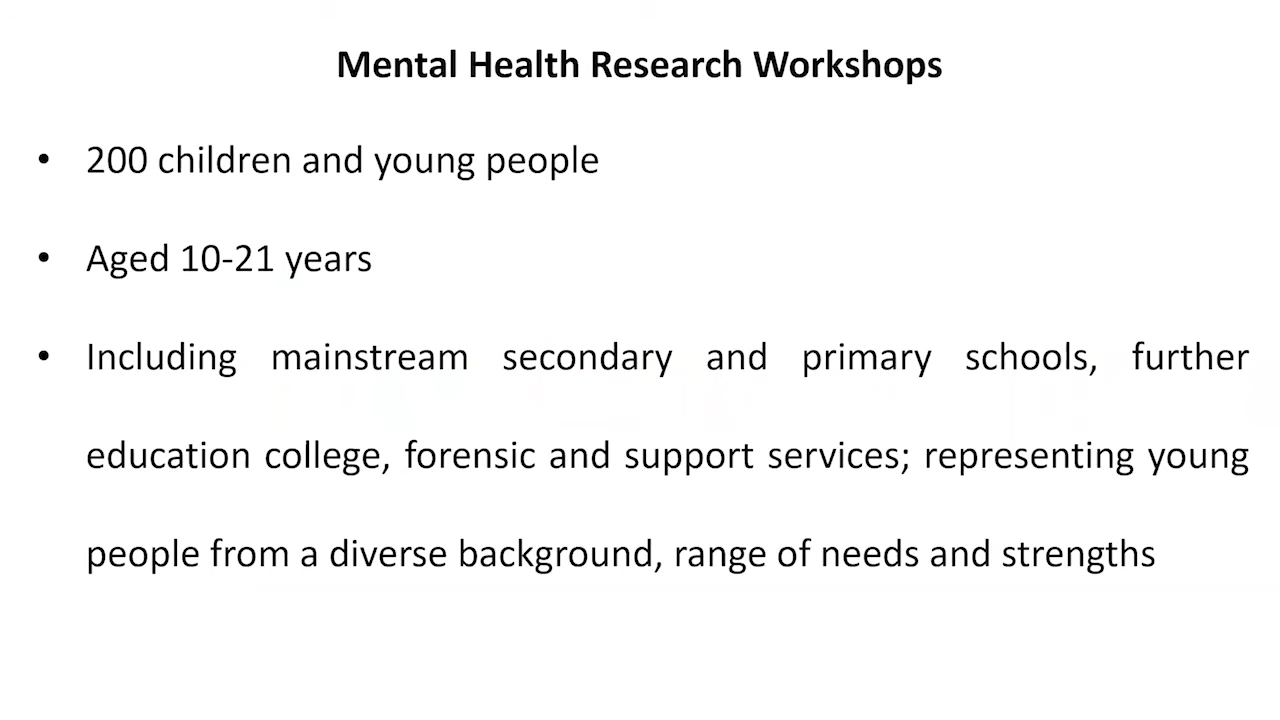 Mental Health Research Workshops
• 200 children and young people
• Aged 10-21 years
• Including mainstream secondary and primary schools, further
education college, forensic and support services; representing young
people from a diverse background, range of needs and strengths